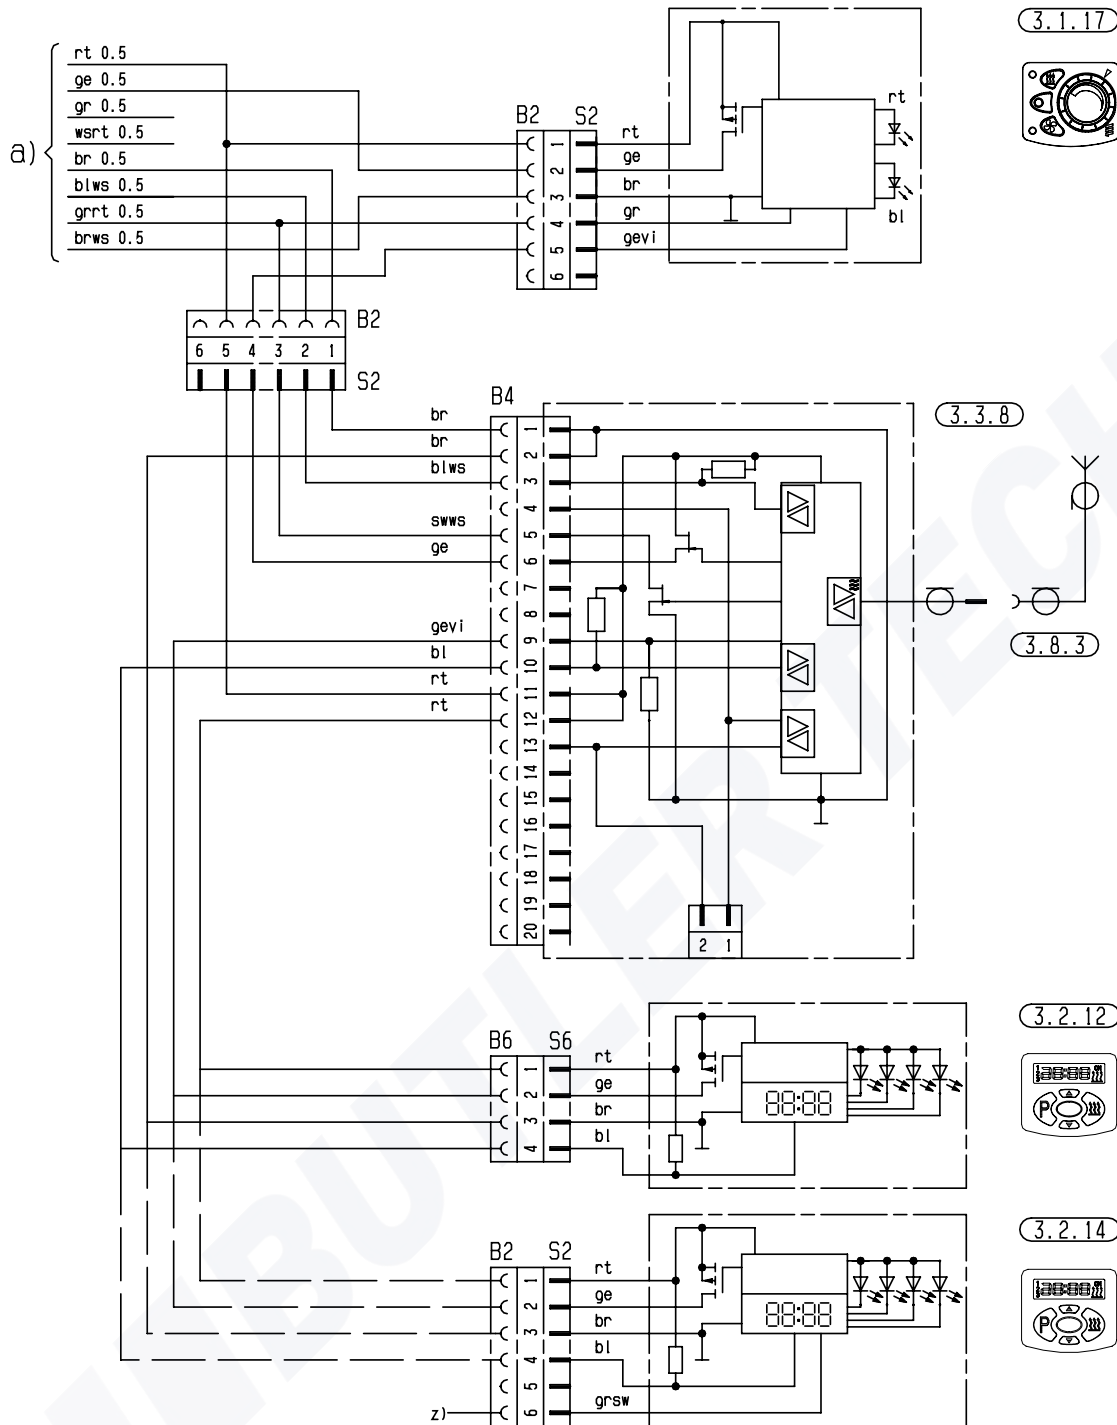 3.1.17
a)
rt 0.5
ge 0.5
gr 0.5
wsrt 0.5
br 0.5
blws 0.5
grrt 0.5
brws 0.5
B2 S2
1
2
3
4
5
6
rt
ge
br
gr
gevi
rt
bl
B2
6 5 4 3 2 1
S2
B4
br
br
blws
swws
ge
gevi
bl
rt
rt
1
2
3
4
5
6
7
8
9
10
11
12
13
14
15
16
17
18
19
20
2 1
3.3.8
3.8.3
B6 S6
1
2
3
4
rt
ge
br
bl
88:88
3.2.12
P
B2 S2
1
2
3
4
5
6
rt
ge
br
bl
grsw
z)
88:88
3.2.14
P
NBUTLER TECH